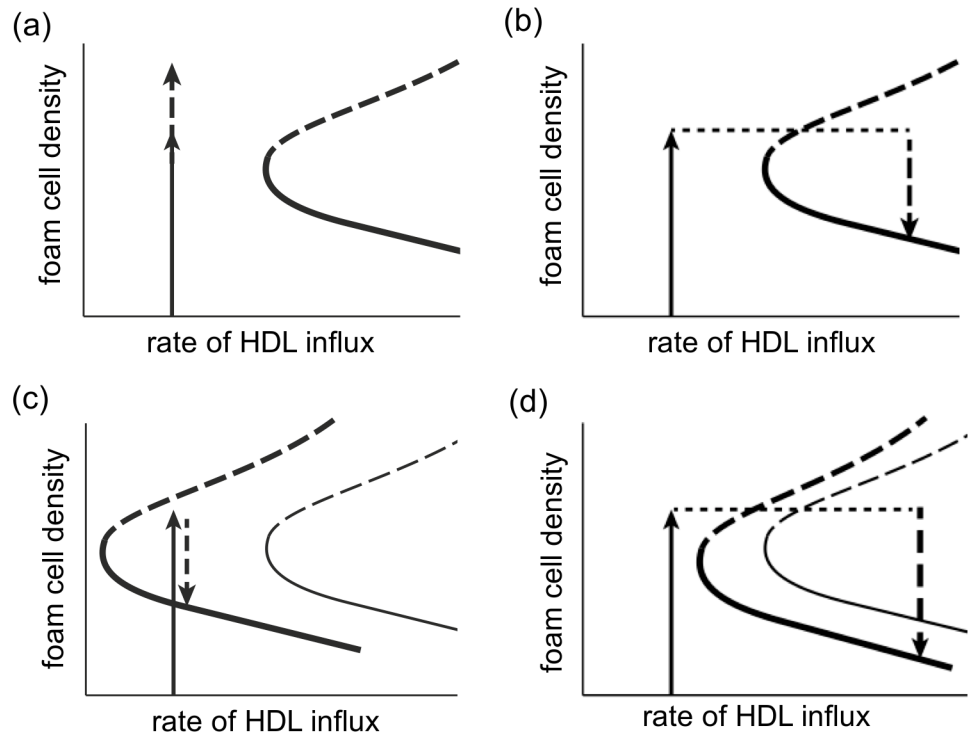 (a)
foam cell density
rate of HDL influx
(b)
foam cell density
rate of HDL influx
(c)
foam cell density
rate of HDL influx
(d)
foam cell density
rate of HDL influx